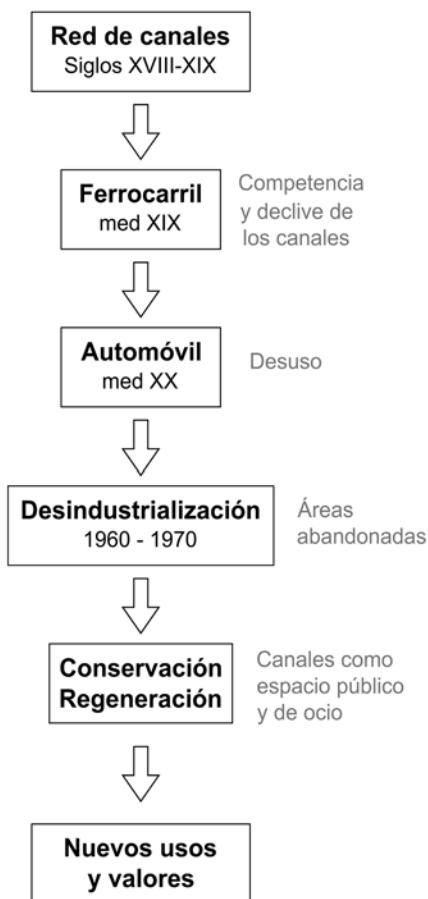 Red de canales
Siglos XVIII-XIX
Ferrocarril
med XIX
Competencia
y declive de
los canales
Automóvil
med XX
Desuso
Desindustrialización
1960 - 1970
Áreas
abandonadas
Conservación
Regeneración
Canales como
espacio público
y de ocio
Nuevos usos
y valores